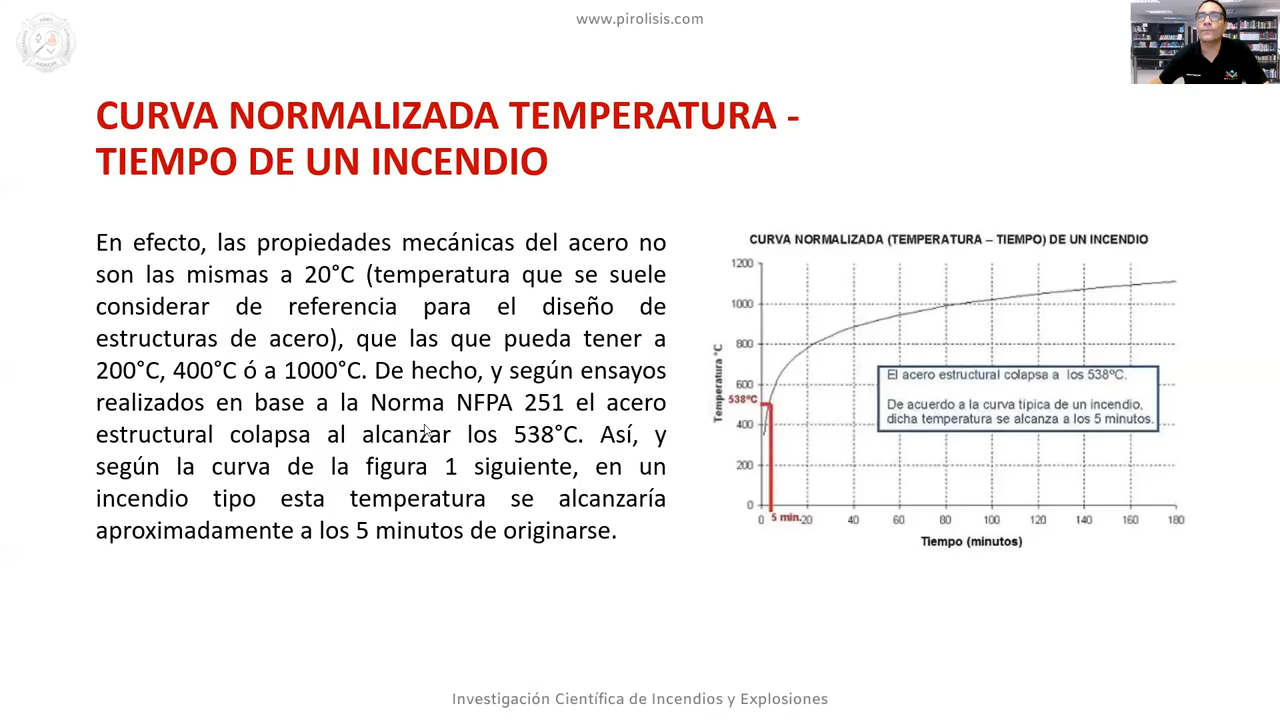 www.pirolisis.com
CURVA NORMALIZADA TEMPERATURA -
TIEMPO DE UN INCENDIO
En efecto, las propiedades mecánicas del acero no
son las mismas a 20°C (temperatura que se suele
considerar de referencia para el diseño de
estructuras de acero), que las que pueda tener a
200°C, 400°C ó a 1000°C. De hecho, y según ensayos
realizados en base a la Norma NFPA 251 el acero
estructural colapsa al alcanzar los 538°C. Así, y
según la curva de la figura 1 siguiente, en un
incendio tipo esta temperatura se alcanzaría
aproximadamente a los 5 minutos de originarse.
CURVA NORMALIZADA (TEMPERATURA – TIEMPO) DE UN INCENDIO
Temperatura °C
1200
1000
800
600
538ºC
400
200
0
El acero estructural colapsa a los 538ºC.
De acuerdo a la curva típica de un incendio,
dicha temperatura se alcanza a los 5 minutos.
0 5 min. 20 40 60 80 100 120 140 160 180
Tiempo (minutos)
Investigación Científica de Incendios y Explosiones